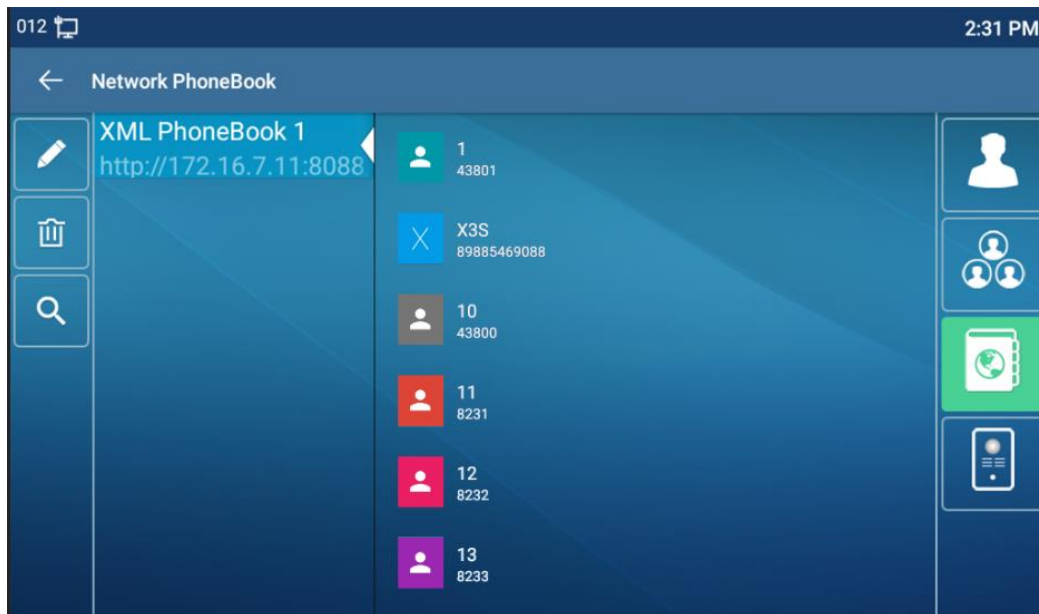 012
2:31 PM
Network PhoneBook
XML PhoneBook 1
http://172.16.7.11:8088
1
43801
X
X3S
89885469088
10
43800
11
8231
12
8232
13
8233